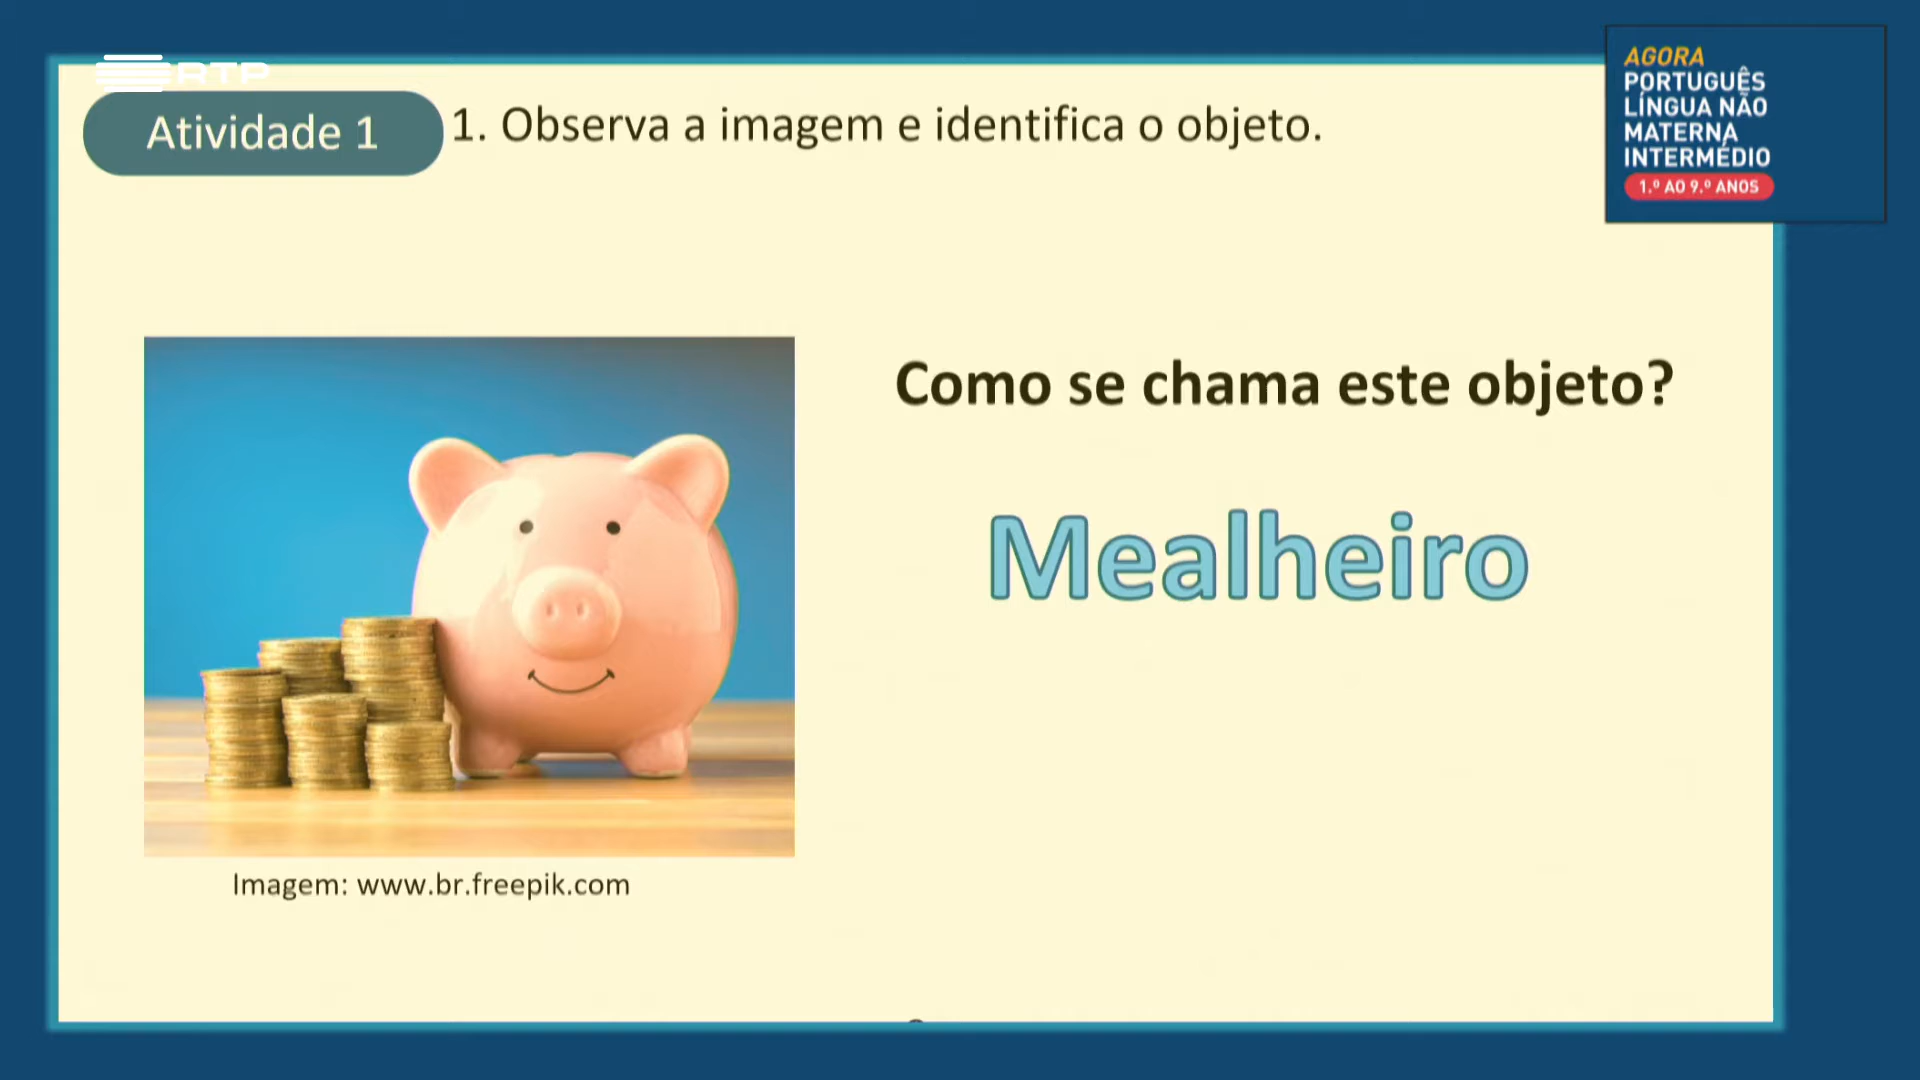 RTP
Atividade 1
1. Observa a imagem e identifica o objeto.
AGORA
PORTUGUÊS
LÍNGUA NÃO
MATERNA
INTERMÉDIO
1.º AO 9.º ANOS
Como se chama este objeto?
Mealheiro
Imagem: www.br.freepik.com